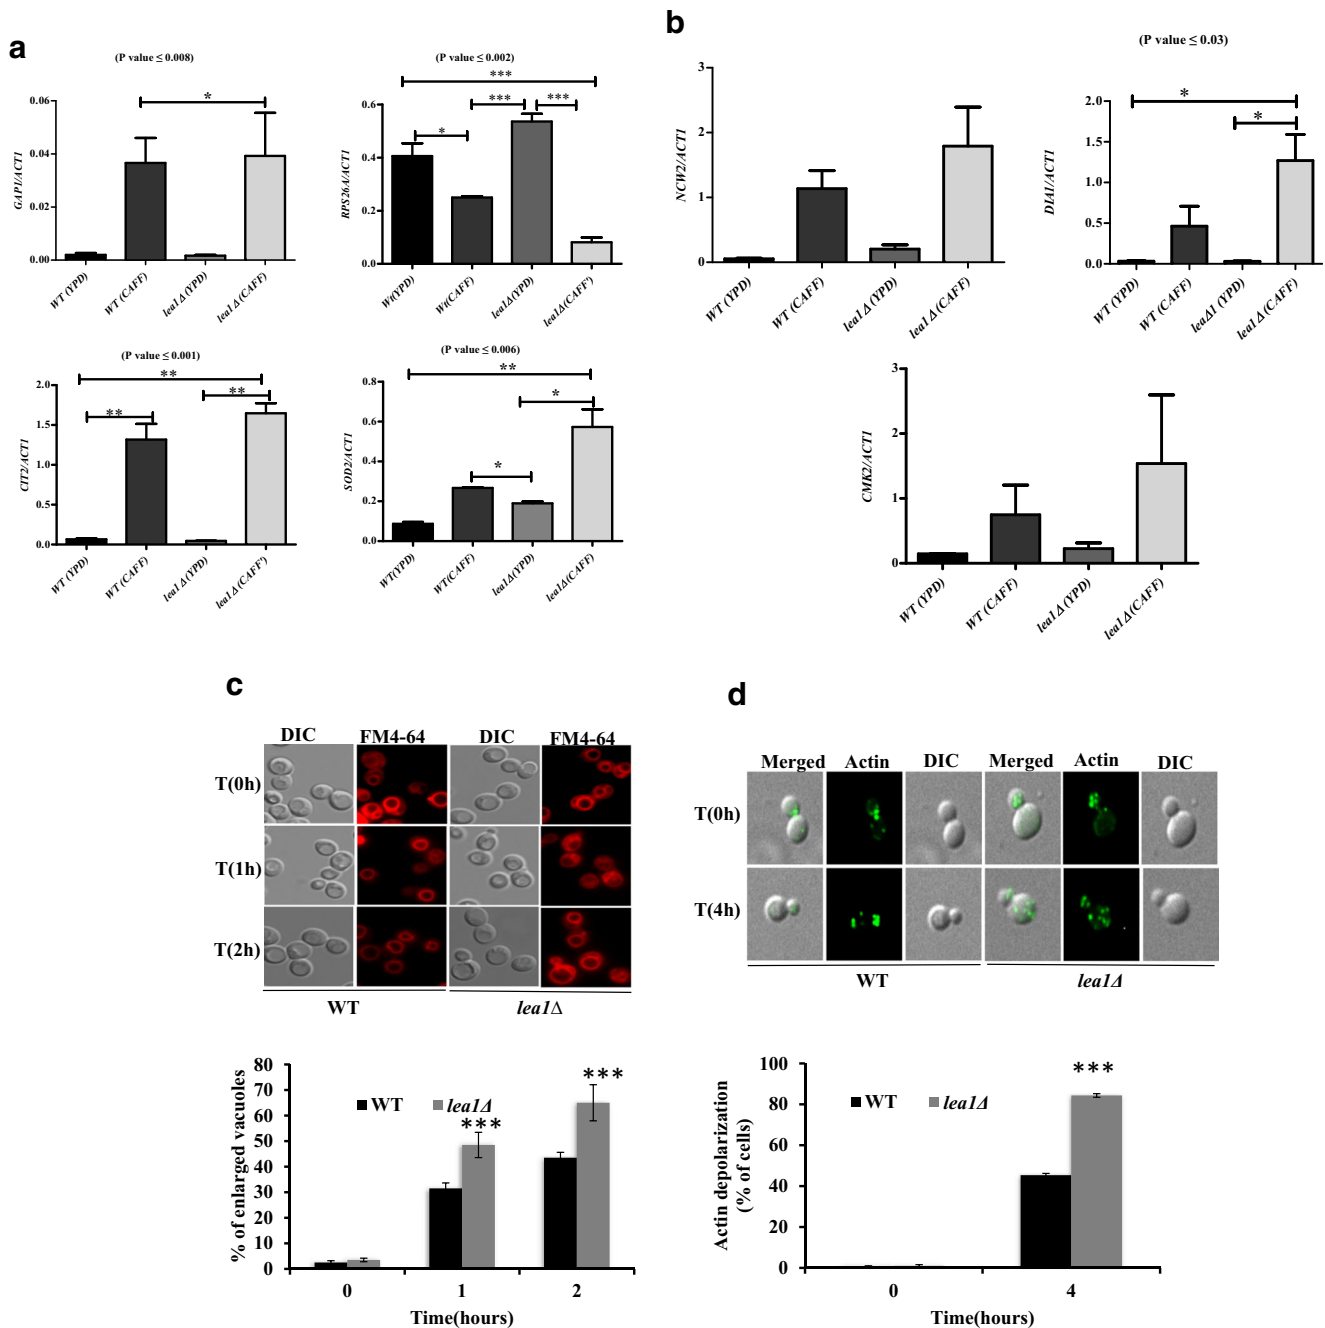 a
(P value ≤ 0.008)
*
GAP1/ACT1
0.06
0.04
0.02
0.00
WT (YPD)
WT (CAFF)
lea1Δ (YPD)
lea1Δ (CAFF)
(P value ≤ 0.002)
***
***
***
*
RPS26A/ACT1
0.6
0.4
0.2
0.0
Wt(YPD)
Wt(CAFF)
lea1Δ(YPD)
lea1Δ(CAFF)
(P value ≤ 0.001)
**
**
**
CIT2/ACT1
2.0
1.5
1.0
0.5
0.0
WT (YPD)
WT (CAFF)
lea1Δ (YPD)
lea1Δ (CAFF)
(P value ≤ 0.006)
**
*
*
SOD2/ACT1
0.8
0.6
0.4
0.2
0.0
WT(YPD)
WT(CAFF)
lea1Δ(YPD)
lea1Δ(CAFF)
b
NCW2/ACT1
3
2
1
0
WT (YPD)
WT (CAFF)
lea1Δ (YPD)
lea1Δ (CAFF)
(P value ≤ 0.03)
*
*
DIA1/ACT1
2.0
1.5
1.0
0.5
0.0
WT (YPD)
WT (CAFF)
leaΔ1 (YPD)
lea1Δ (CAFF)
CMK2/ACT1
3
2
1
0
WT (YPD)
WT (CAFF)
lea1Δ (YPD)
lea1Δ (CAFF)
c
DIC FM4-64 DIC FM4-64
T(0h)
T(1h)
T(2h)
WT lea1Δ
% of enlarged vacuoles
80
70
60
50
40
30
20
10
0
WT lea1Δ
***
***
0 1 2
Time(hours)
d
Merged Actin DIC Merged Actin DIC
T(0h)
T(4h)
WT lea1Δ
Actin depolarization
(% of cells)
100
80
60
40
20
0
WT lea1Δ
***
0 4
Time(hours)